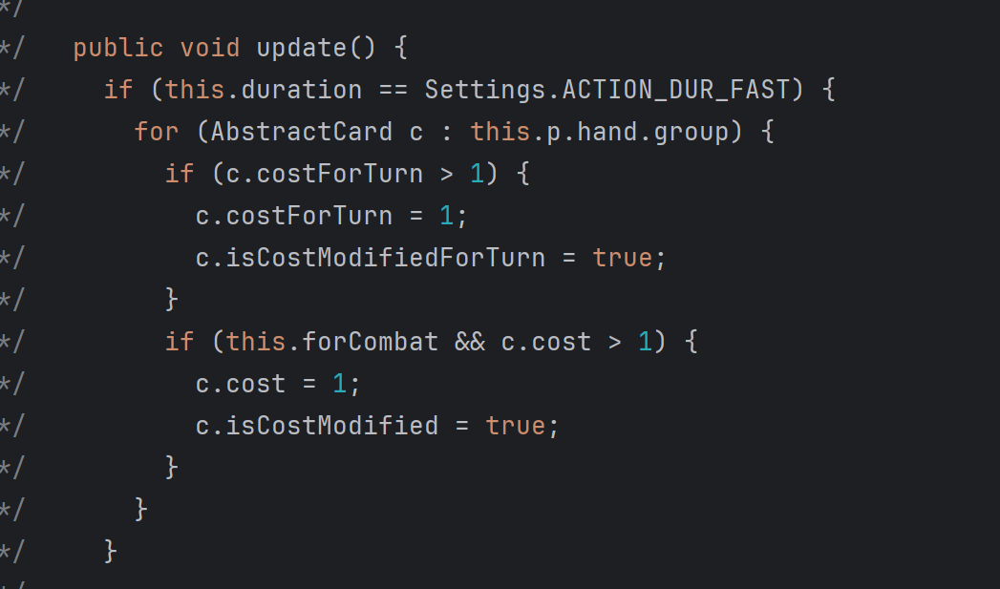 */
*/   public void update() {
*/     if (this.duration == Settings.ACTION_DUR_FAST) {
*/       for (AbstractCard c : this.p.hand.group) {
*/         if (c.costForTurn > 1) {
*/           c.costForTurn = 1;
*/           c.isCostModifiedForTurn = true;
*/         }
*/         if (this.forCombat && c.cost > 1) {
*/           c.cost = 1;
*/           c.isCostModified = true;
*/         }
*/       }
*/     }
*/